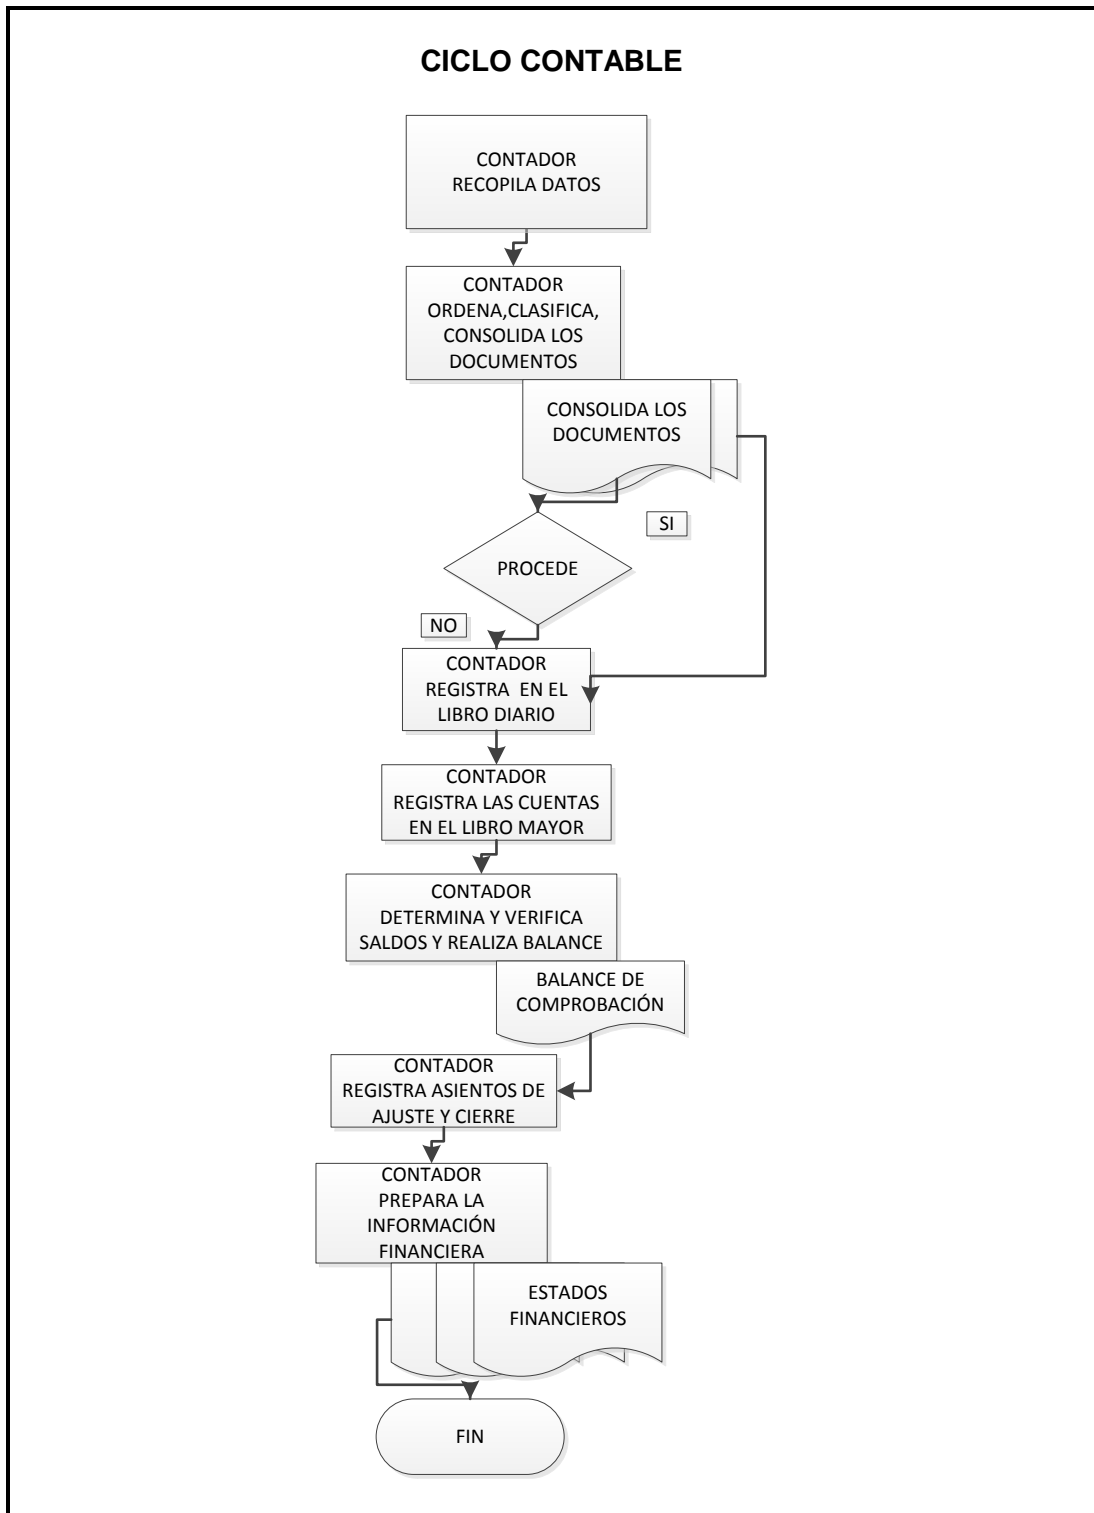 CICLO CONTABLE
CONTADOR
RECOPILA DATOS
CONTADOR
ORDENA,CLASIFICA,
CONSOLIDA LOS
DOCUMENTOS
CONSOLIDA LOS
DOCUMENTOS
SI
PROCEDE
NO
CONTADOR
REGISTRA EN EL
LIBRO DIARIO
CONTADOR
REGISTRA LAS CUENTAS
EN EL LIBRO MAYOR
CONTADOR
DETERMINA Y VERIFICA
SALDOS Y REALIZA BALANCE
BALANCE DE
COMPROBACIÓN
CONTADOR
REGISTRA ASIENTOS DE
AJUSTE Y CIERRE
CONTADOR
PREPARA LA
INFORMACIÓN
FINANCIERA
ESTADOS
FINANCIEROS
FIN